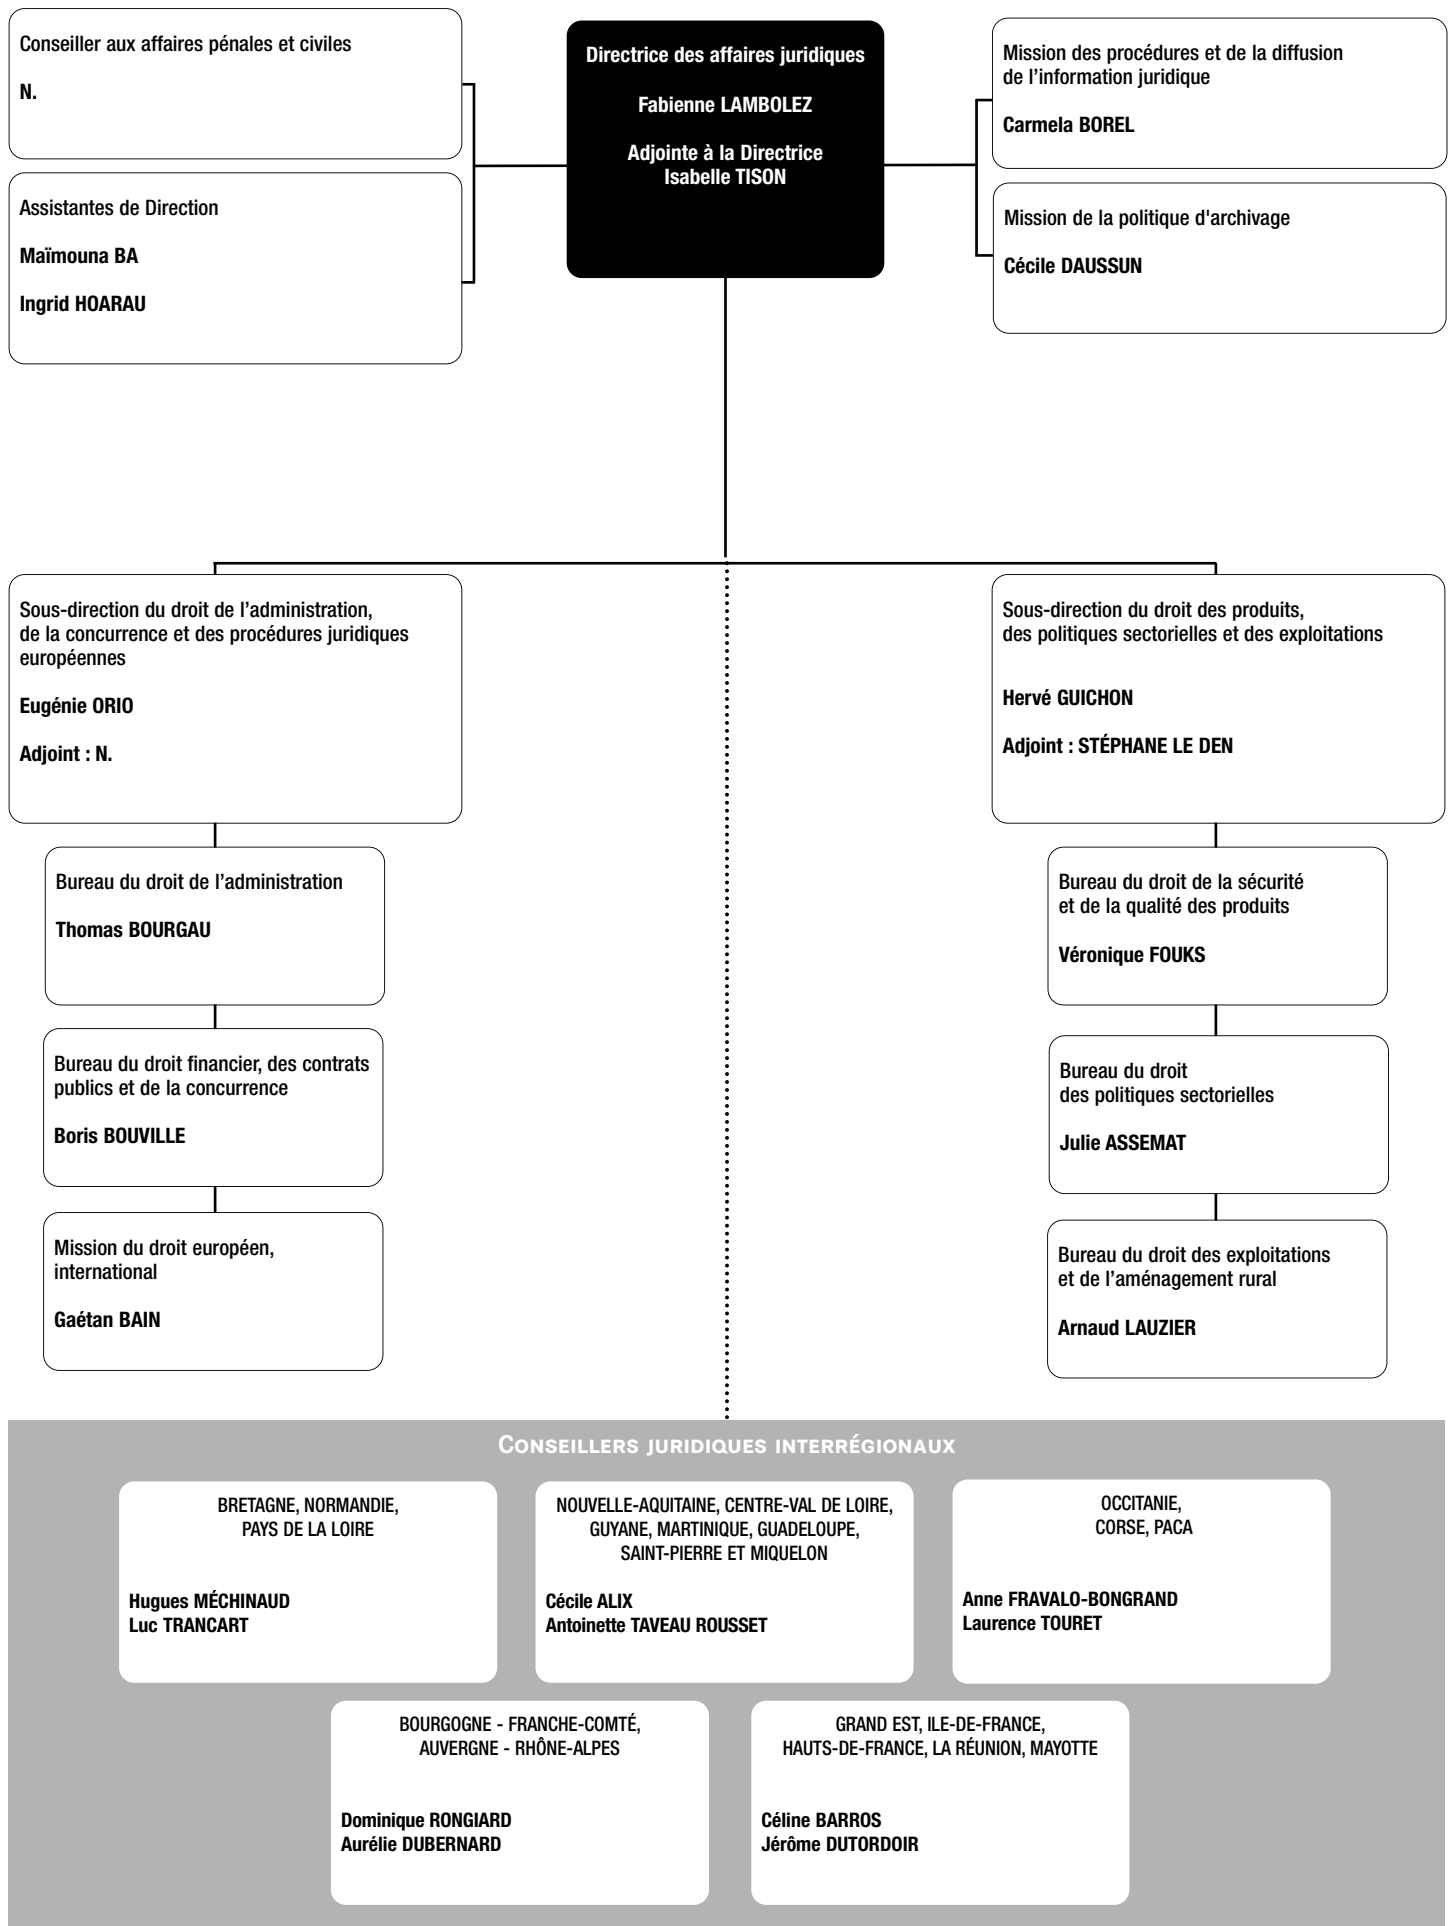 Conseiller aux affaires pénales et civiles
N.
Assistantes de Direction
Maïmouna BA
Ingrid HOARAU
Directrice des affaires juridiques
Fabienne LAMBOLEZ
Adjointe à la Directrice
Isabelle TISON
Mission des procédures et de la diffusion
de l’information juridique
Carmela BOREL
Mission de la politique d'archivage
Cécile DAUSSUN
Sous-direction du droit de l’administration,
de la concurrence et des procédures juridiques
européennes
Eugénie ORIO
Adjoint : N.
Bureau du droit de l’administration
Thomas BOURGAU
Bureau du droit financier, des contrats
publics et de la concurrence
Boris BOUVILLE
Mission du droit européen,
international
Gaétan BAIN
Sous-direction du droit des produits,
des politiques sectorielles et des exploitations
Hervé GUICHON
Adjoint : STÉPHANE LE DEN
Bureau du droit de la sécurité
et de la qualité des produits
Véronique FOUKS
Bureau du droit
des politiques sectorielles
Julie ASSEMAT
Bureau du droit des exploitations
et de l’aménagement rural
Arnaud LAUZIER
CONSEILLERS JURIDIQUES INTERRÉGIONAUX
BRETAGNE, NORMANDIE,
PAYS DE LA LOIRE
Hugues MÉCHINAUD
Luc TRANCART
NOUVELLE-AQUITAINE, CENTRE-VAL DE LOIRE,
GUYANE, MARTINIQUE, GUADELOUPE,
SAINT-PIERRE ET MIQUELON
Cécile ALIX
Antoinette TAVEAU ROUSSET
OCCITANIE,
CORSE, PACA
Anne FRAVALO-BONGRAND
Laurence TOURET
BOURGOGNE - FRANCHE-COMTÉ,
AUVERGNE - RHÔNE-ALPES
Dominique RONGIARD
Aurélie DUBERNARD
GRAND EST, ILE-DE-FRANCE,
HAUTS-DE-FRANCE, LA RÉUNION, MAYOTTE
Céline BARROS
Jérôme DUTORDOIR